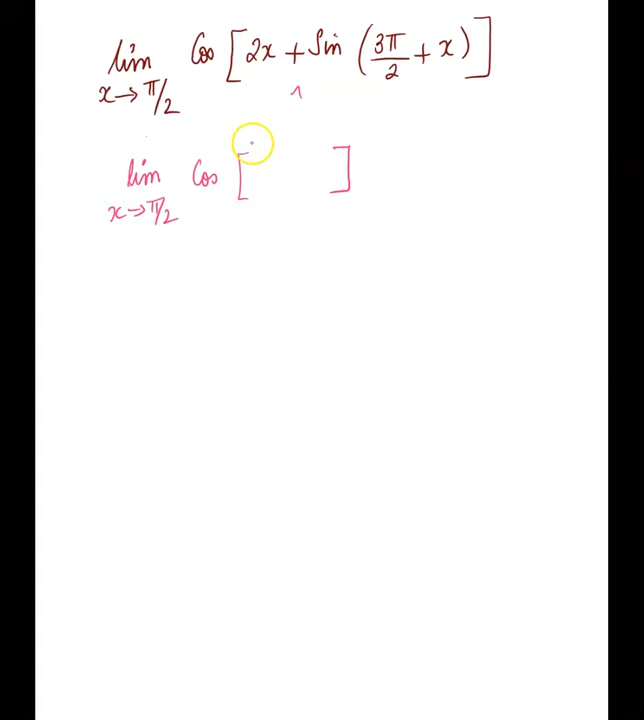 lim x→π/2 Cos [2x + Sin (3π/2 + x)]
lim x→π/2 Cos [ ]